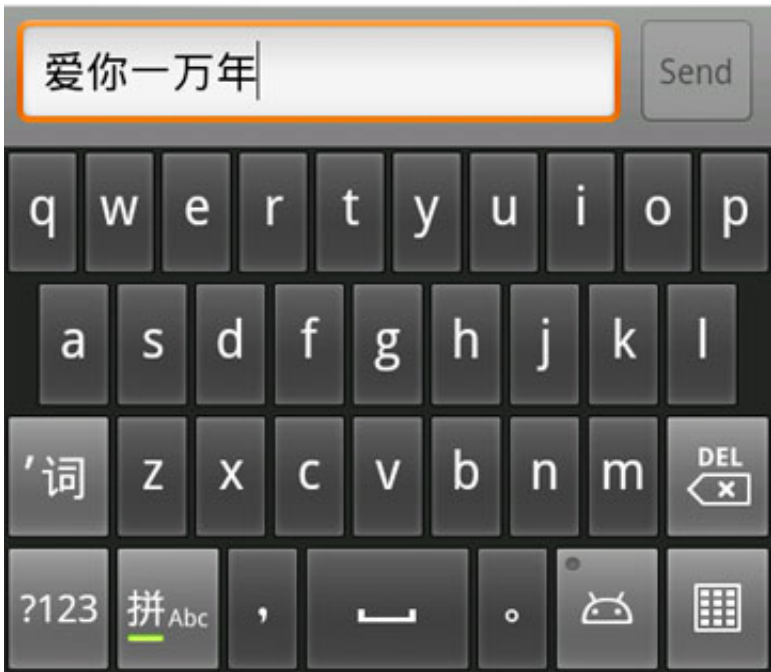 爱你一万年 Send
q w e r t y u i o p
a s d f g h j k l
'词 z x c v b n m DEL
?123 拼Abc , 。